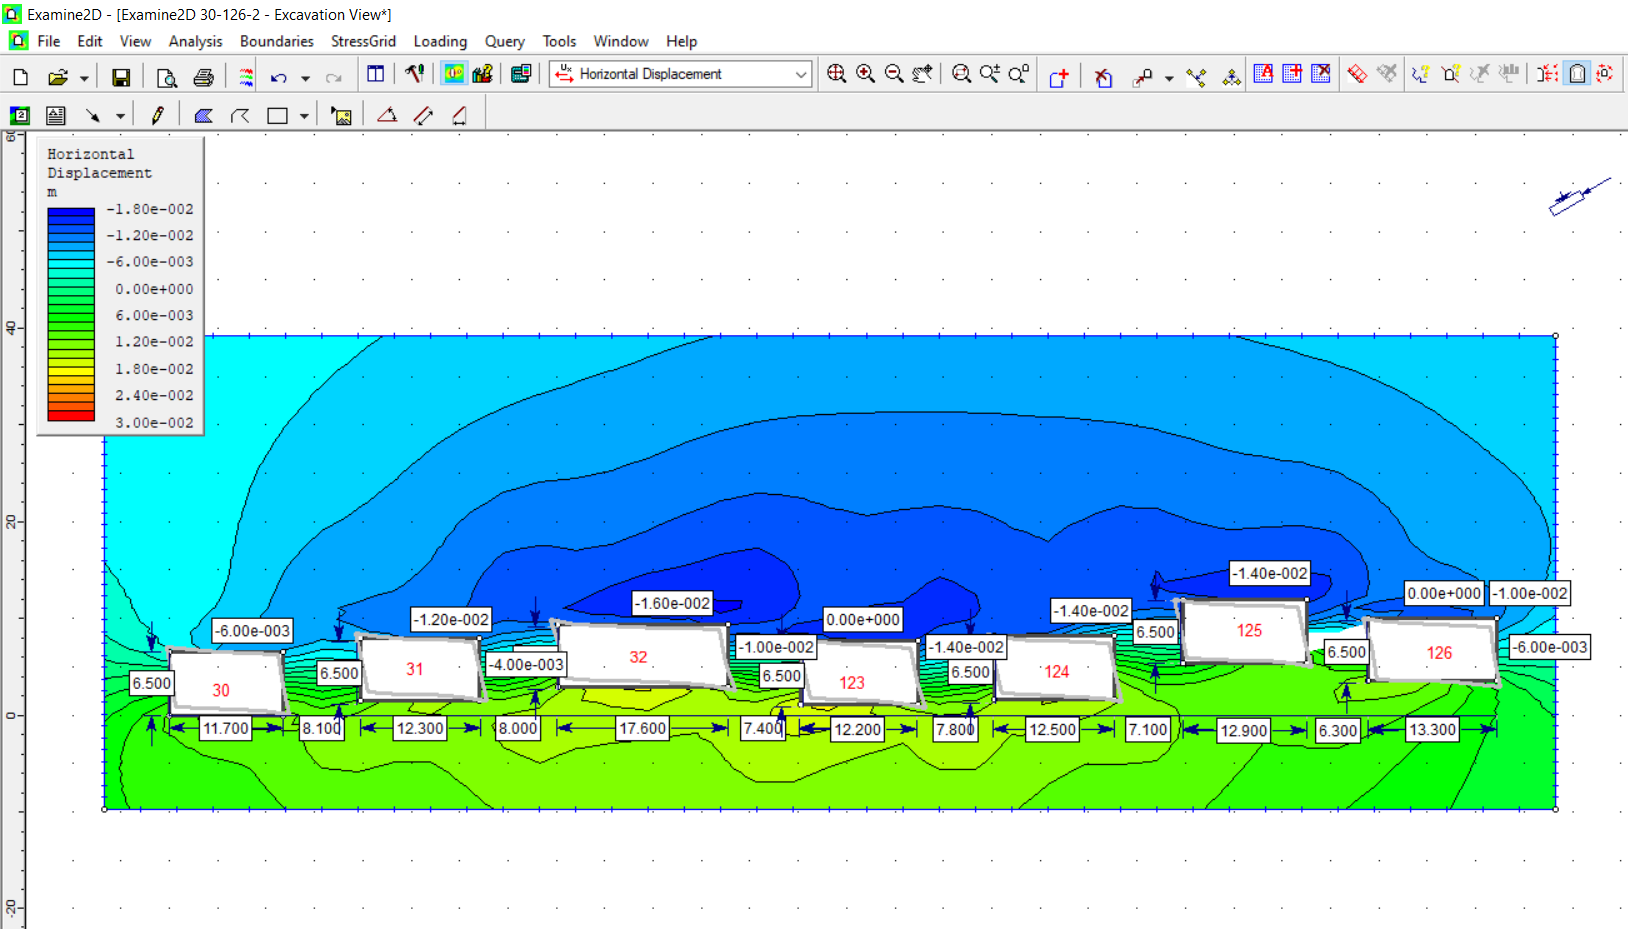 Examine2D - [Examine2D 30-126-2 - Excavation View*]
File Edit View Analysis Boundaries StressGrid Loading Query Tools Window Help
Horizontal Displacement
Horizontal
Displacement
m
-1.80e-002
-1.20e-002
-6.00e-003
0.00e+000
6.00e-003
1.20e-002
1.80e-002
2.40e-002
3.00e-002
60
40
20
0
-20
-1.40e-002
-1.60e-002
0.00e+000
-1.00e-002
-1.40e-002
-1.20e-002
0.00e+000
-6.00e-003
6.500
125
-1.00e-002
-1.40e-002
-6.00e-003
-4.00e-003
32
6.500
126
6.500
31
6.500
6.500
124
6.500
30
123
11.700
8.100
12.300
8.000
17.600
7.400
12.200
7.800
12.500
7.100
12.900
6.300
13.300